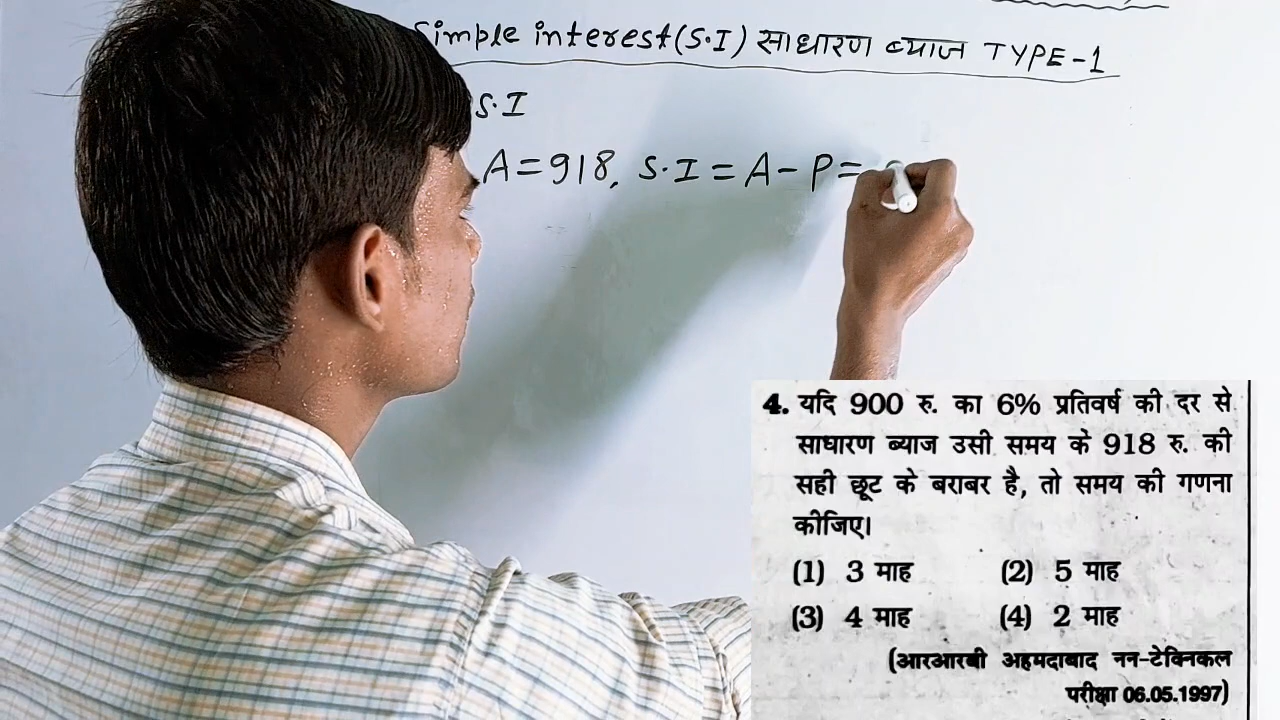 Simple interest(S.I) साधारण ब्याज TYPE-1
S.I
A=918, S.I = A- P=
4. यदि 900 रु. का 6% प्रतिवर्ष की दर से
साधारण ब्याज उसी समय के 918 रु. की
सही छूट के बराबर है, तो समय की गणना
कीजिए।
(1) 3 माह (2) 5 माह
(3) 4 माह (4) 2 माह
(आरआरबी अहमदाबाद नन-टेक्निकल
परीक्षा 06.05.1997)